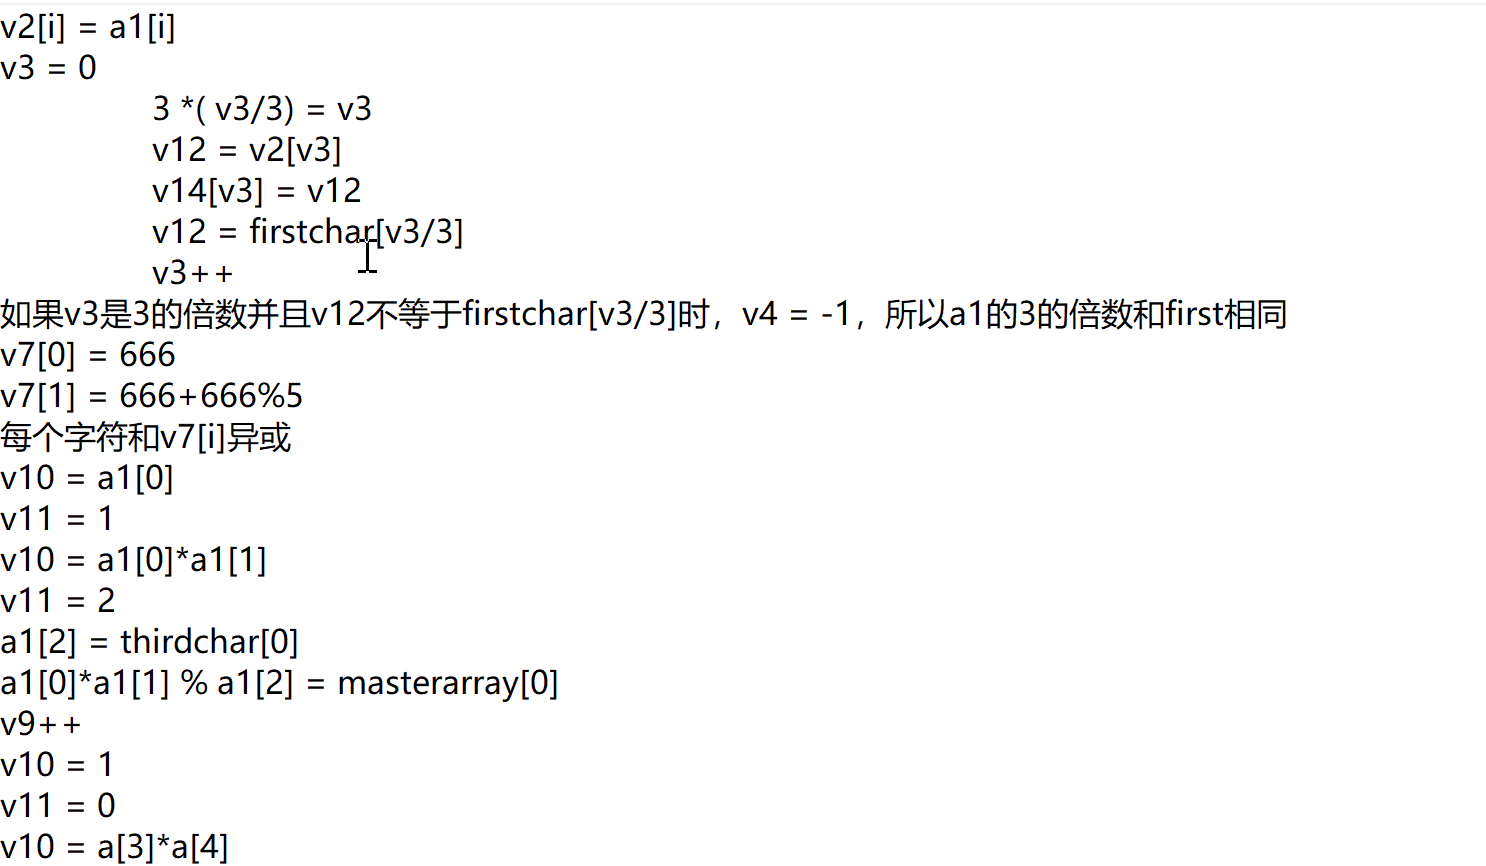 v2[i] = a1[i]
v3 = 0
3 *( v3/3) = v3
v12 = v2[v3]
v14[v3] = v12
v12 = firstchar[v3/3]
v3++
如果v3是3的倍数并且v12不等于firstchar[v3/3]时，v4 = -1，所以a1的3的倍数和first相同
v7[0] = 666
v7[1] = 666+666%5
每个字符和v7[i]异或
v10 = a1[0]
v11 = 1
v10 = a1[0]*a1[1]
v11 = 2
a1[2] = thirdchar[0]
a1[0]*a1[1] % a1[2] = masterarray[0]
v9++
v10 = 1
v11 = 0
v10 = a[3]*a[4]